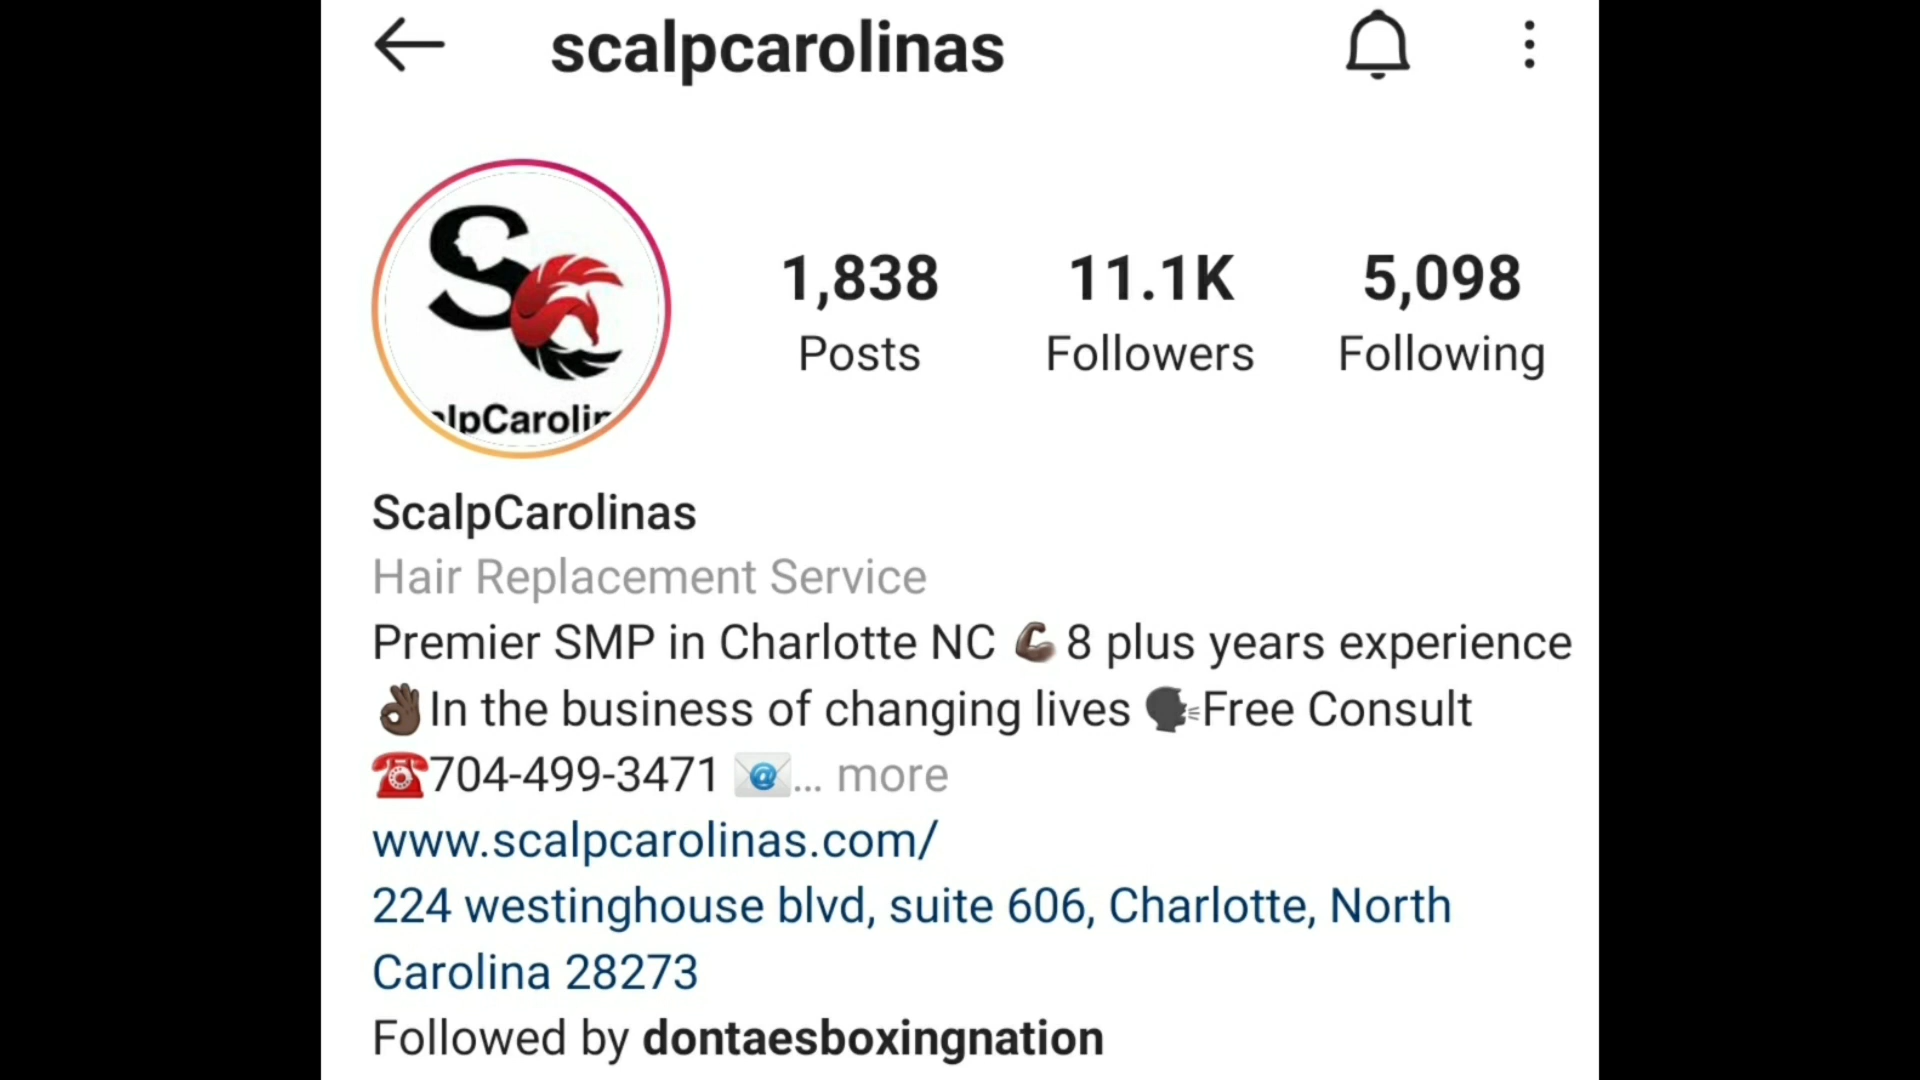 scalpcarolinas
SC
alpCarolin
1,838 11.1K 5,098
Posts Followers Following
ScalpCarolinas
Hair Replacement Service
Premier SMP in Charlotte NC 💪🏿 8 plus years experience
👌🏿In the business of changing lives 🗣Free Consult
☎️704-499-3471 📧... more
www.scalpcarolinas.com/
224 westinghouse blvd, suite 606, Charlotte, North
Carolina 28273
Followed by dontaesboxingnation